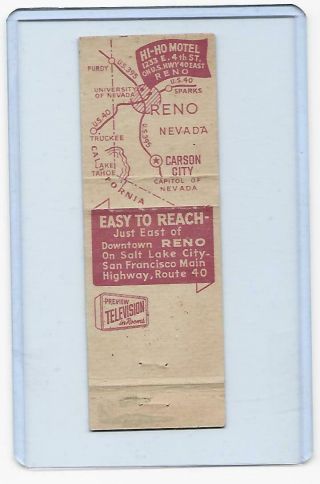 HI-HO MOTEL
1233 E. 4th ST.
ON U.S. HWY 40 EAST
RENO
PURDY
U.S. 395
U.S. 40
SPARKS
UNIVERSITY
OF NEVADA
RENO
U.S. 40
NEVADA
TRUCKEE
U.S. 395
CARSON
CITY
LAKE
TAHOE
CAPITOL OF
NEVADA
CALIFORNIA
EASY TO REACH-
Just East of
Downtown RENO
On Salt Lake City-
San Francisco Main
Highway, Route 40
PREVIEW
TELEVISION
in Rooms